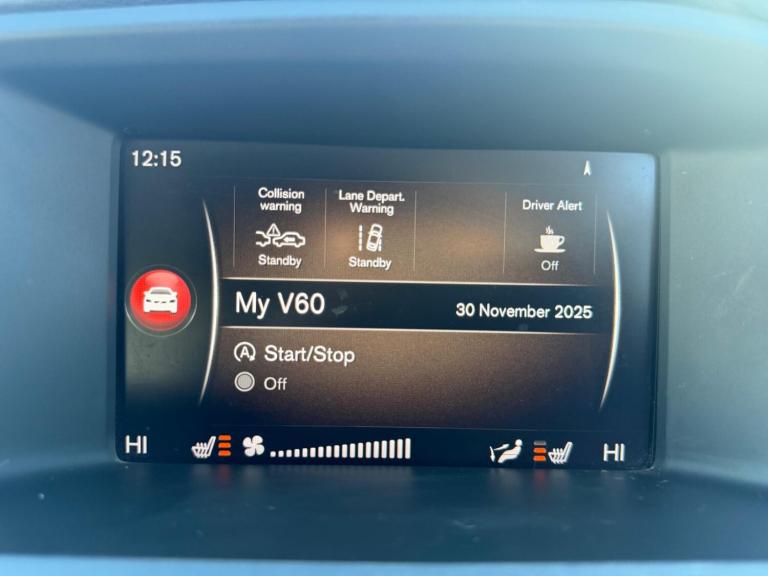 12:15
Collision
warning
Standby
Lane Depart.
Warning
Standby
Driver Alert
Off
My V60
30 November 2025
A Start/Stop
Off
HI
HI